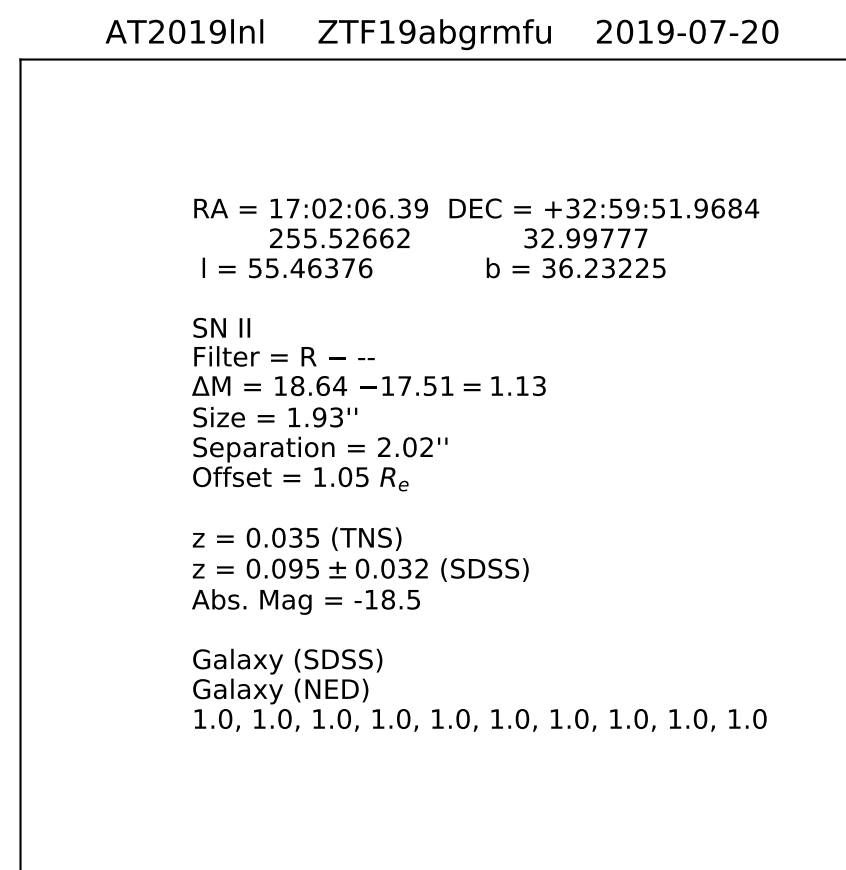 AT2019lnl ZTF19abgrmfu 2019-07-20
RA = 17:02:06.39 DEC = +32:59:51.9684
255.52662 32.99777
l = 55.46376 b = 36.23225
SN II
Filter = R − --
ΔM = 18.64 −17.51 = 1.13
Size = 1.93''
Separation = 2.02''
Offset = 1.05 Re
z = 0.035 (TNS)
z = 0.095 ± 0.032 (SDSS)
Abs. Mag = -18.5
Galaxy (SDSS)
Galaxy (NED)
1.0, 1.0, 1.0, 1.0, 1.0, 1.0, 1.0, 1.0, 1.0, 1.0